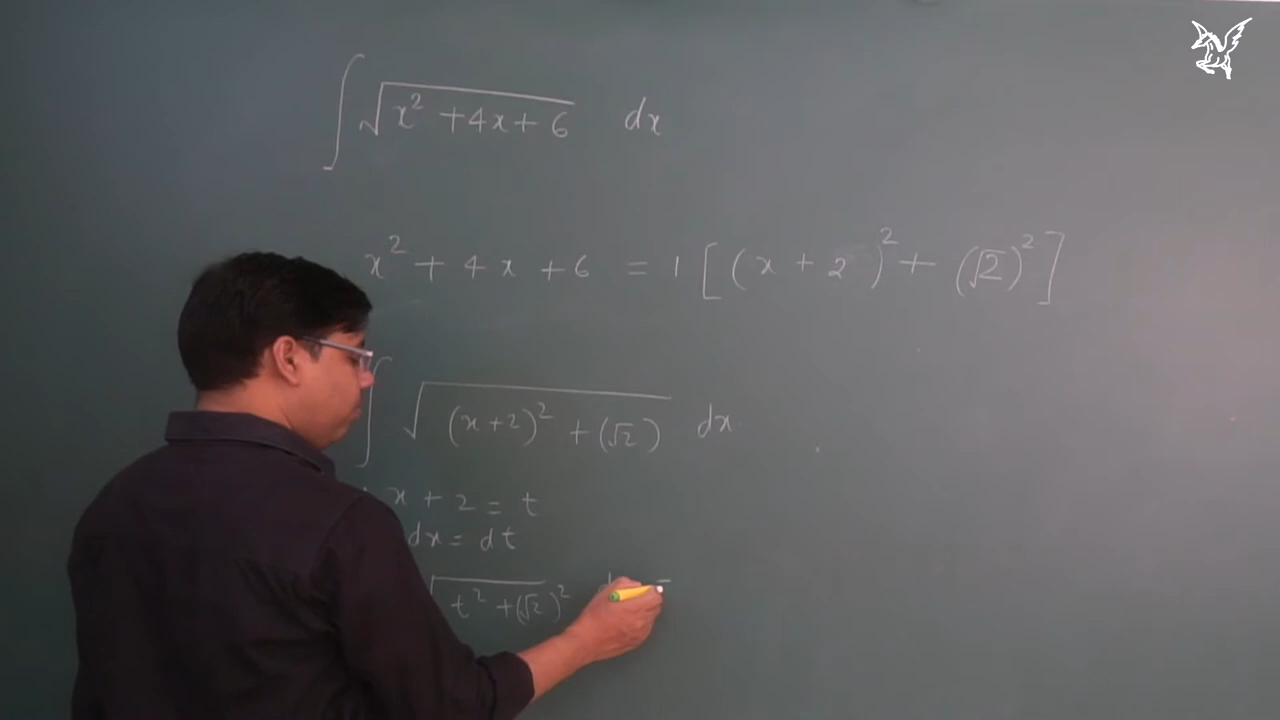 ∫ √(x² + 4x + 6) dx
x² + 4x + 6 = 1 [(x + 2)² + (√2)²]
∫ √((x + 2)² + (√2)) dx
x + 2 = t
dx = dt
√(t² + (√2)²)